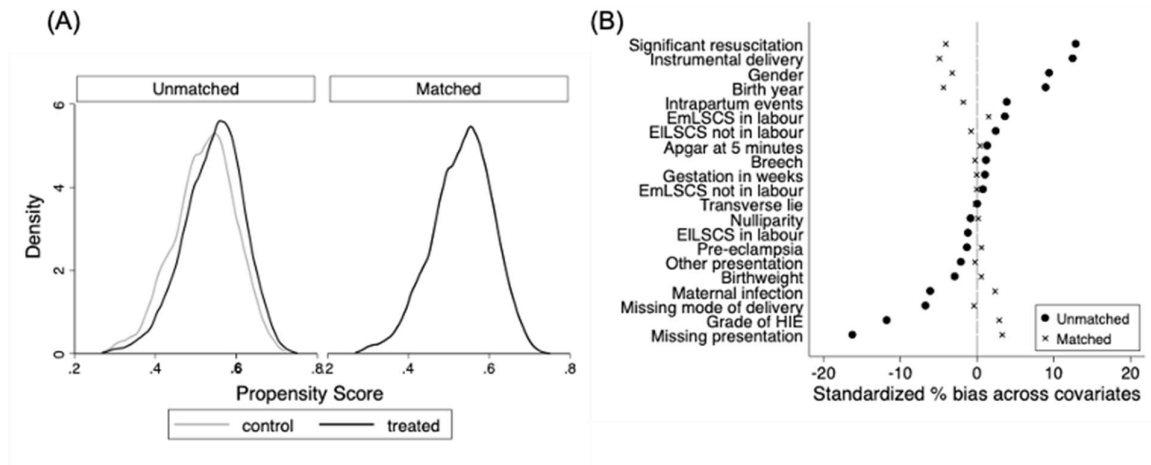 (A)
Unmatched
Matched
Density
0
2
4
6
.2
.4
.6
.8
.2
.4
.6
.8
Propensity Score
control
treated
(B)
Significant resuscitation
Instrumental delivery
Gender
Birth year
Intrapartum events
EmLSCS in labour
ElLSCS not in labour
Apgar at 5 minutes
Breech
Gestation in weeks
EmLSCS not in labour
Transverse lie
Nulliparity
ElLSCS in labour
Pre-eclampsia
Other presentation
Birthweight
Maternal infection
Missing mode of delivery
Grade of HIE
Missing presentation
Unmatched
Matched
-20
-10
0
10
20
Standardized % bias across covariates